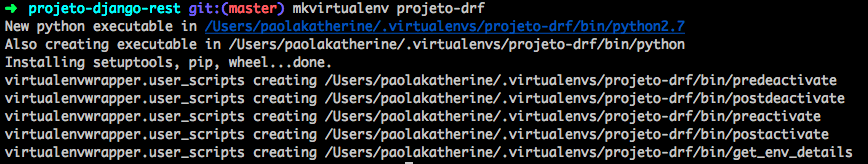 ➜ projeto-django-rest git:(master) mkvirtualenv projeto-drf
New python executable in /Users/paolakatherine/.virtualenvs/projeto-drf/bin/python2.7
Also creating executable in /Users/paolakatherine/.virtualenvs/projeto-drf/bin/python
Installing setuptools, pip, wheel...done.
virtualenvwrapper.user_scripts creating /Users/paolakatherine/.virtualenvs/projeto-drf/bin/predeactivate
virtualenvwrapper.user_scripts creating /Users/paolakatherine/.virtualenvs/projeto-drf/bin/postdeactivate
virtualenvwrapper.user_scripts creating /Users/paolakatherine/.virtualenvs/projeto-drf/bin/preactivate
virtualenvwrapper.user_scripts creating /Users/paolakatherine/.virtualenvs/projeto-drf/bin/postactivate
virtualenvwrapper.user_scripts creating /Users/paolakatherine/.virtualenvs/projeto-drf/bin/get_env_details